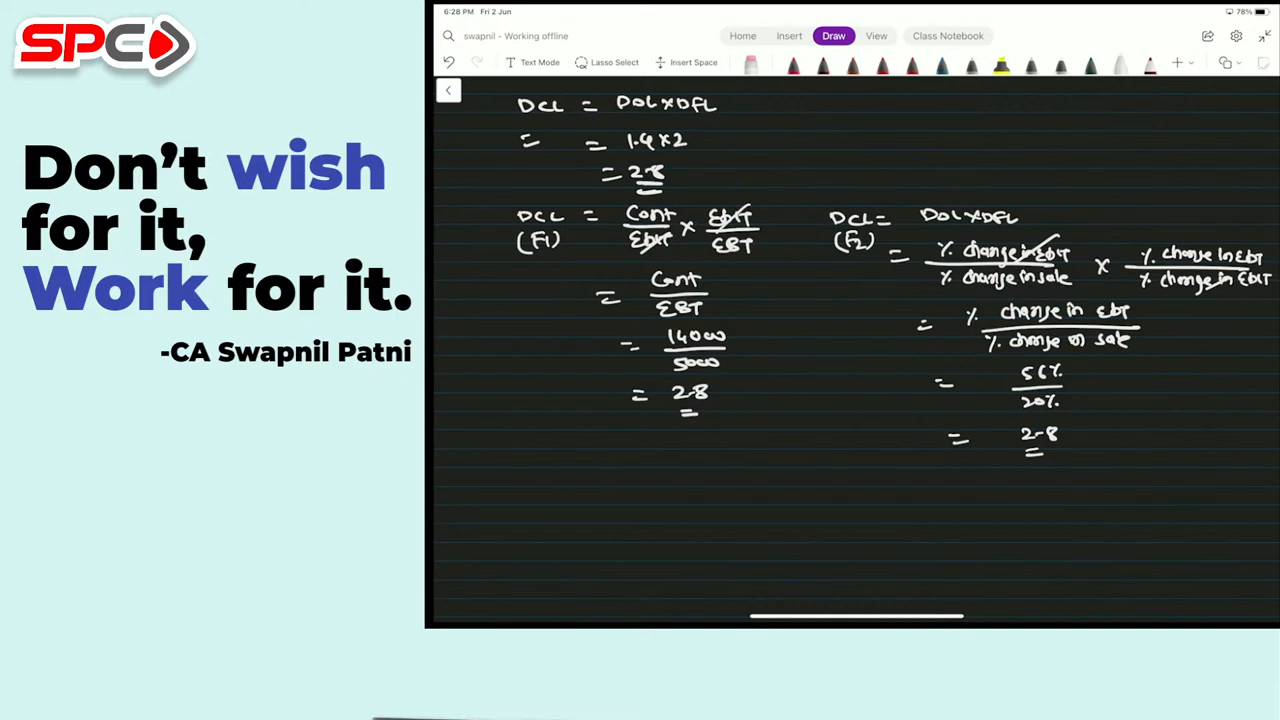 SPC
Don't wish
for it,
Work for it.
-CA Swapnil Patni
6:28 PM Fri 2 Jun
78%
swapnil - Working offline
Home Insert Draw View Class Notebook
Text Mode Lasso Select Insert Space
DCL = DOL×DFL
= = 1.4×2
= 2.8
DCL (F1) = Cont/Ebit × Ebit/EBT
= Cont/EBT
= 14000/5000
= 2.8
DCL (F2) = DOL×DFL
= % change in EbIT/% change in sale × % change in Ebt/% change in EbIT
= % change in Ebt/% change in sale
= 56%/20%
= 2.8